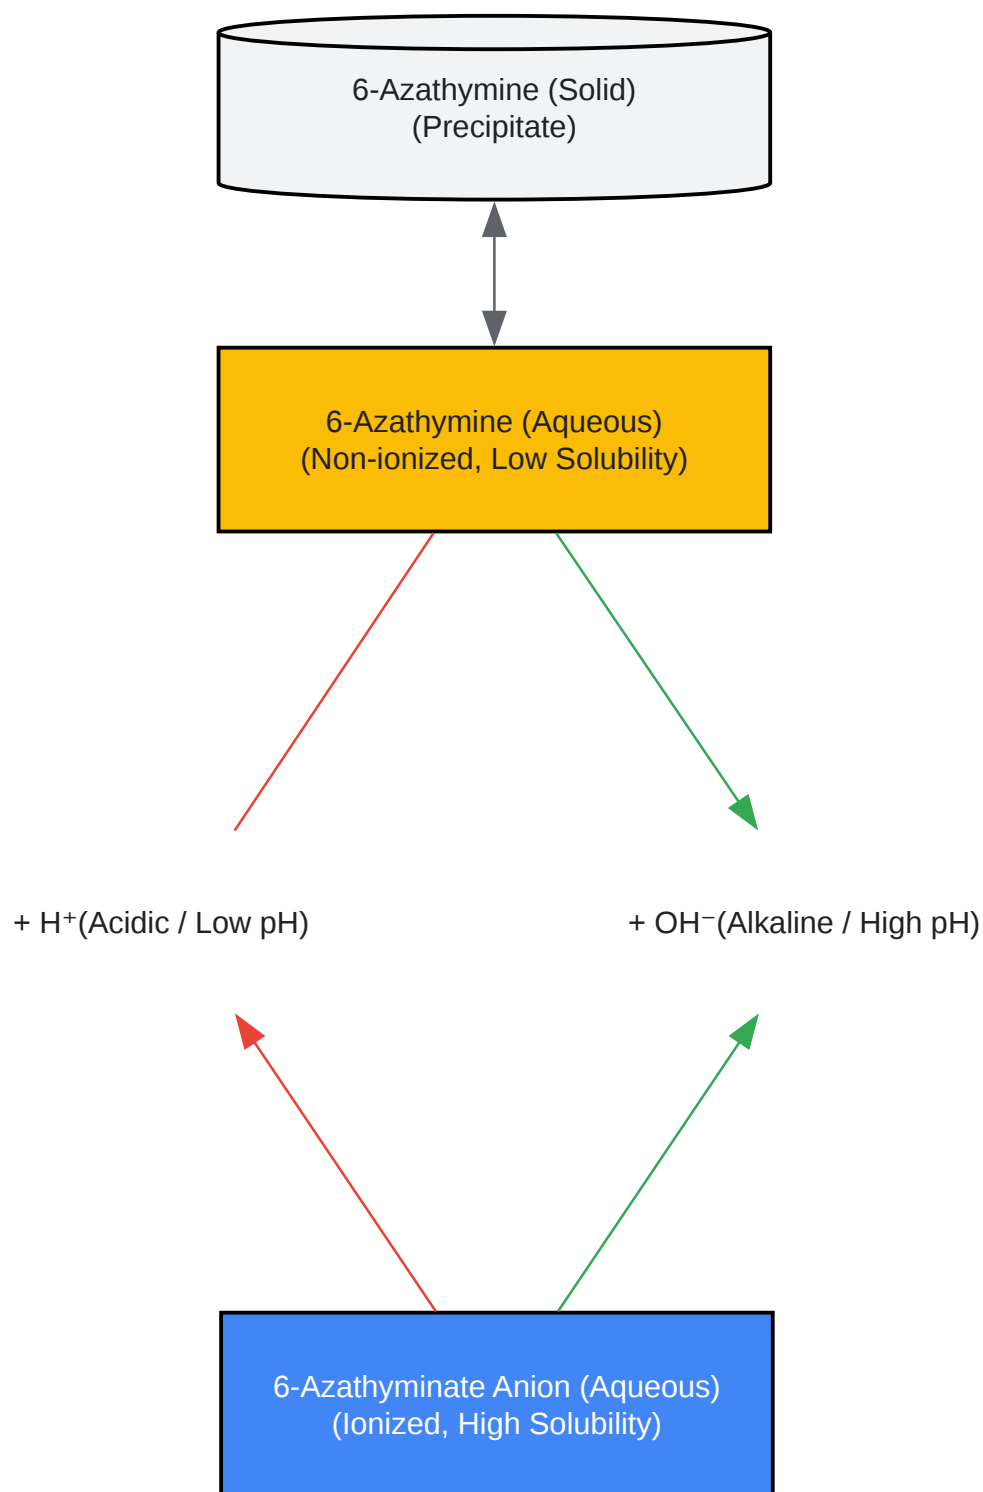 6-Azathymine (Solid)
(Precipitate)
6-Azathymine (Aqueous)
(Non-ionized, Low Solubility)
+ H⁺(Acidic / Low pH)
+ OH⁻(Alkaline / High pH)
6-Azathyminate Anion (Aqueous)
(Ionized, High Solubility)